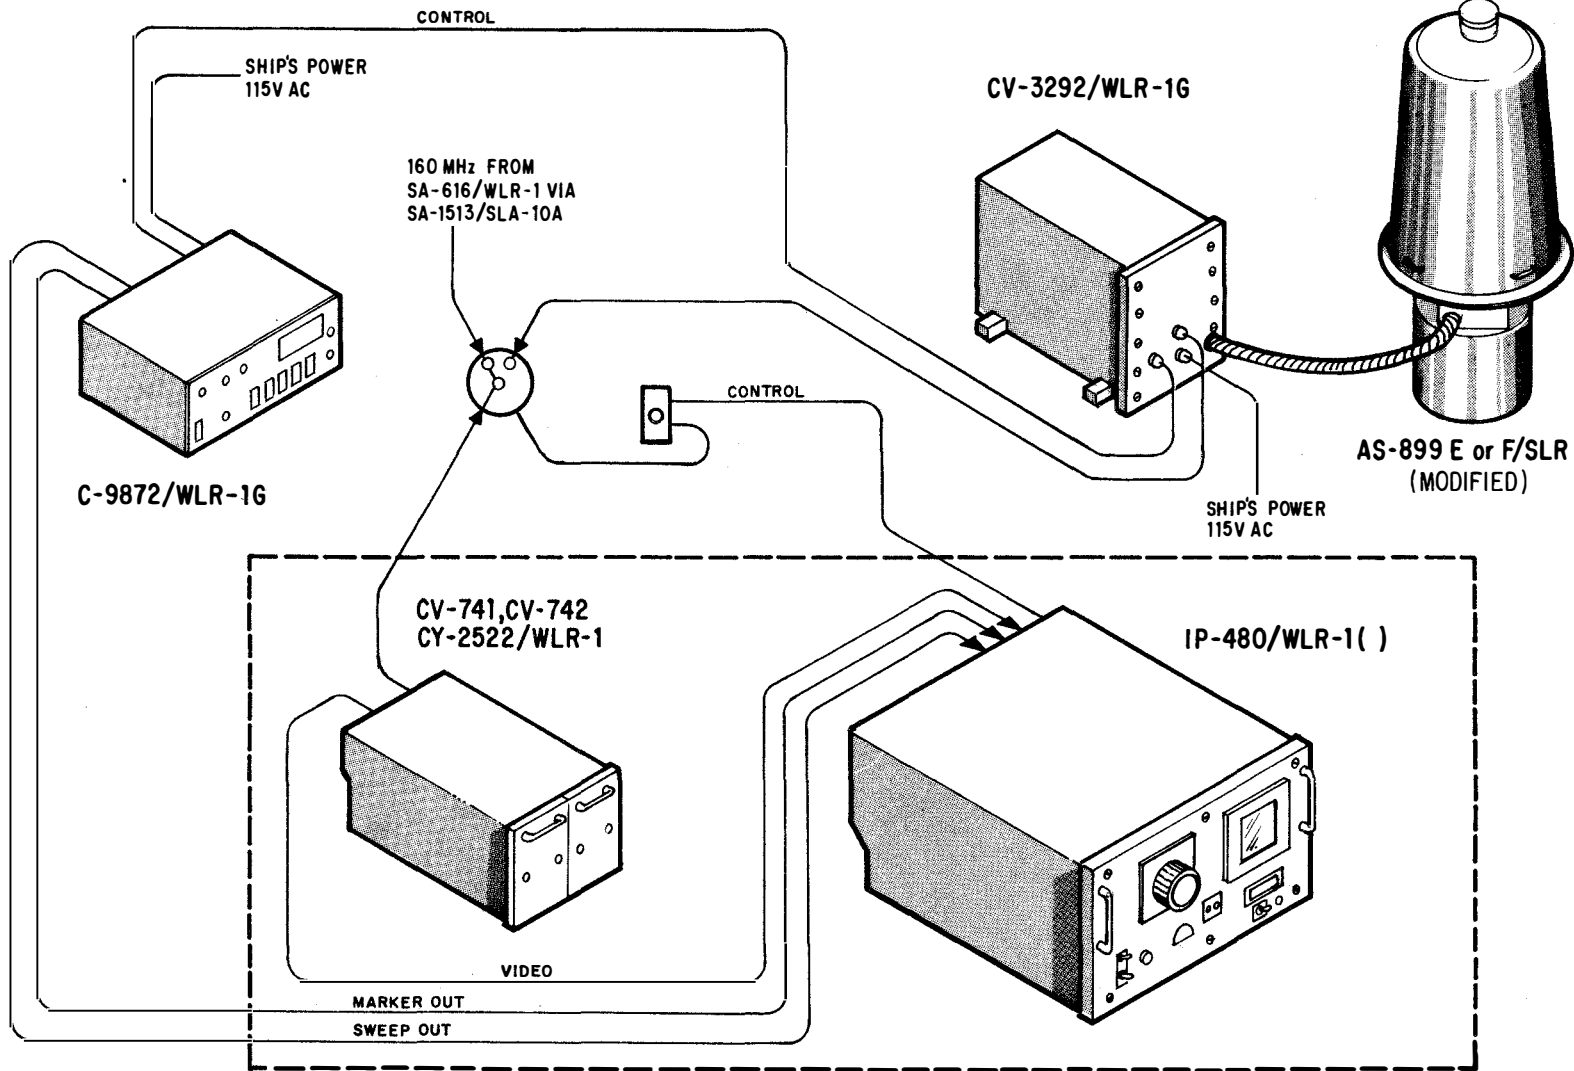 CONTROL
SHIP'S POWER
115V AC
CV-3292/WLR-1G
160 MHz FROM
SA-616/WLR-1 VIA
SA-1513/SLA-10A
CONTROL
AS-899 E or F/SLR
(MODIFIED)
C-9872/WLR-1G
SHIP'S POWER
115V AC
CV-741,CV-742
CY-2522/WLR-1
IP-480/WLR-1( )
VIDEO
MARKER OUT
SWEEP OUT